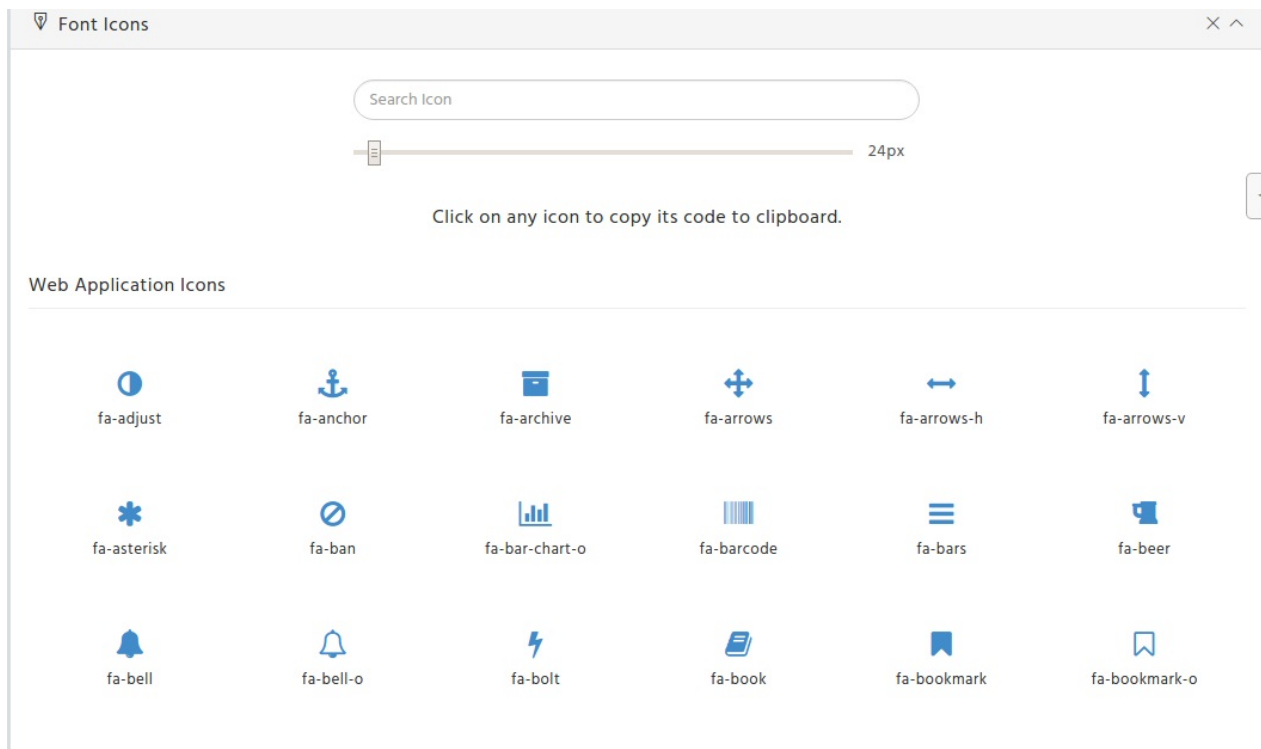 Font Icons
Search Icon
24px
Click on any icon to copy its code to clipboard.
Web Application Icons
fa-adjust fa-anchor fa-archive fa-arrows fa-arrows-h fa-arrows-v
fa-asterisk fa-ban fa-bar-chart-o fa-barcode fa-bars fa-beer
fa-bell fa-bell-o fa-bolt fa-book fa-bookmark fa-bookmark-o